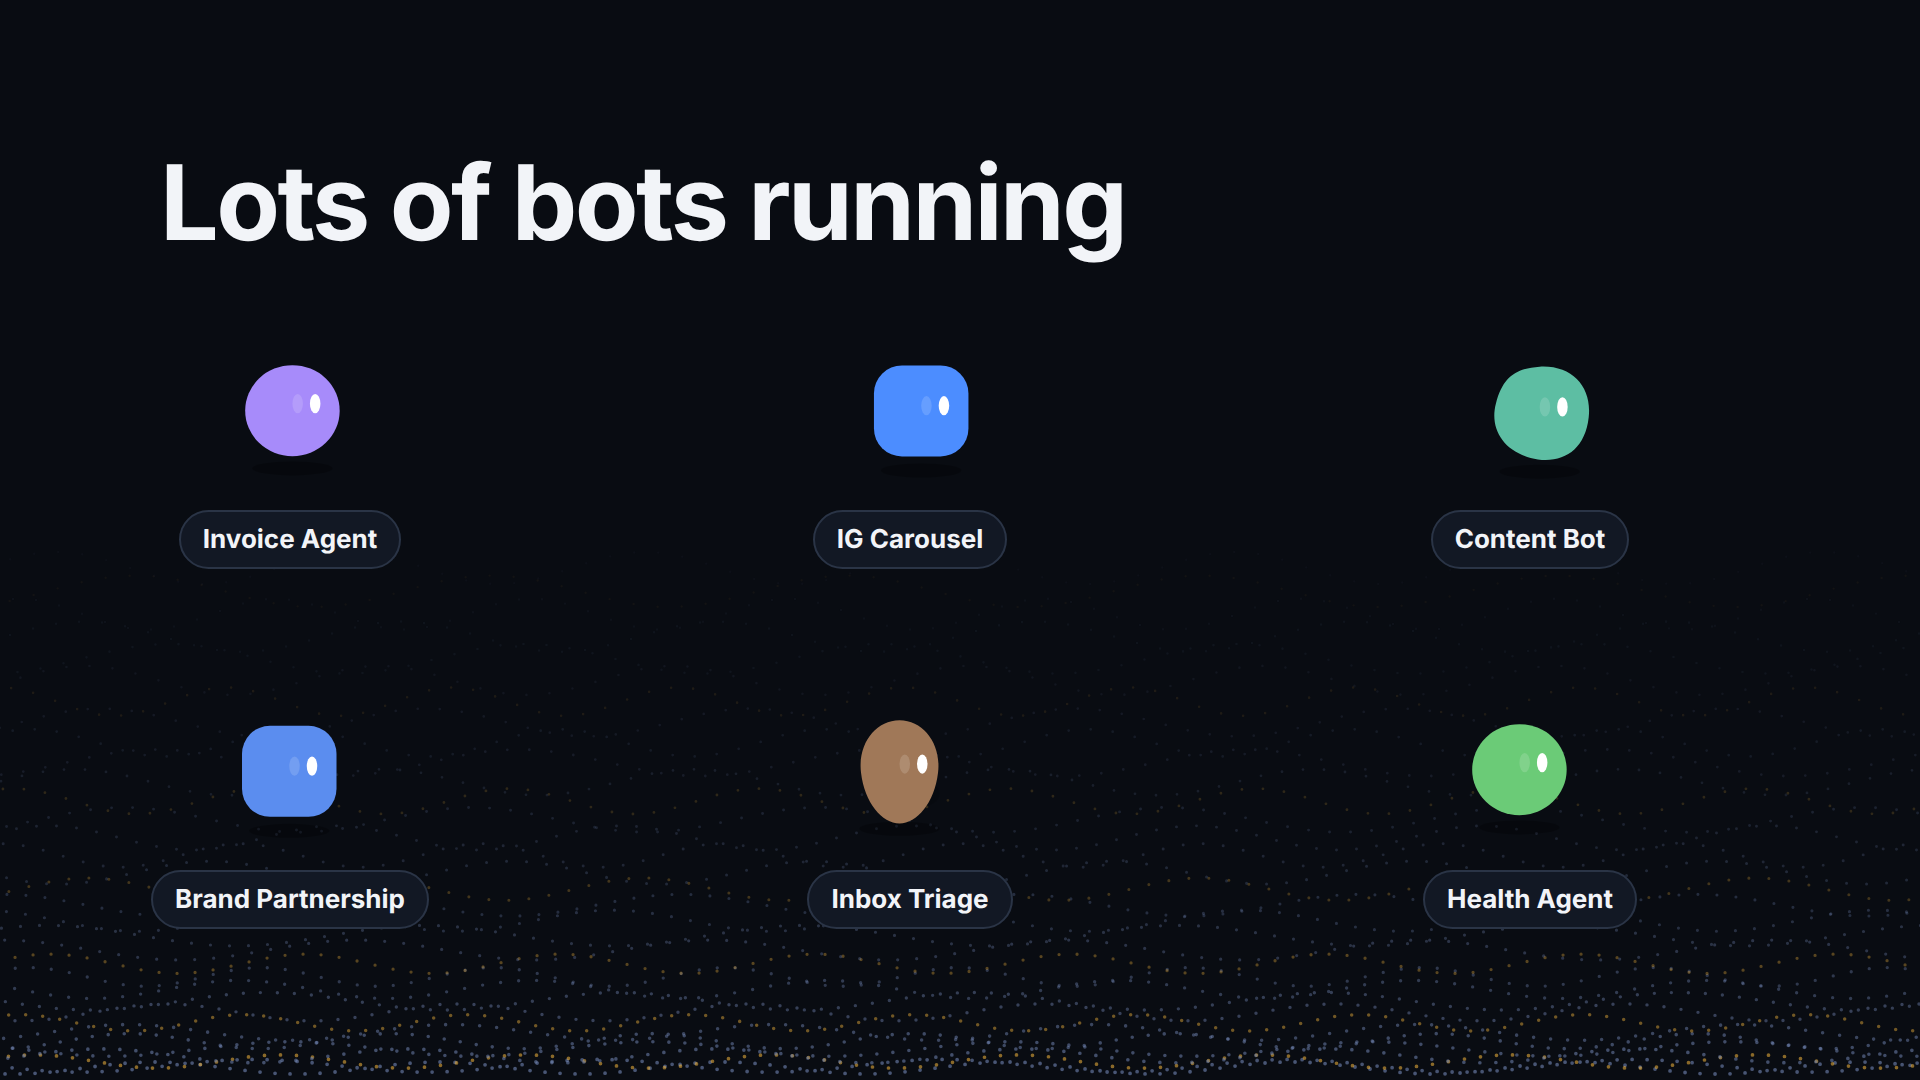 Lots of bots running
Invoice Agent
IG Carousel
Content Bot
Brand Partnership
Inbox Triage
Health Agent